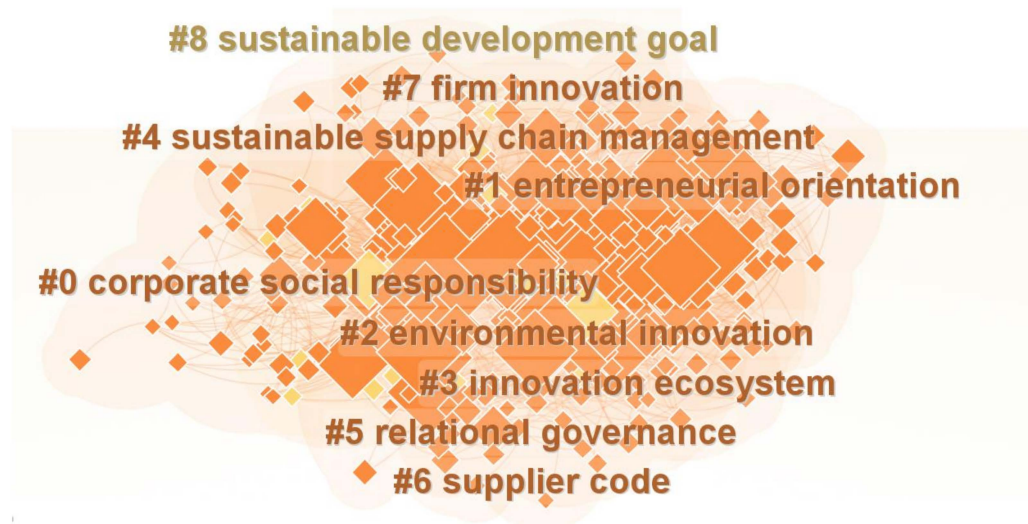 #8 sustainable development goal
#7 firm innovation
#4 sustainable supply chain management
#1 entrepreneurial orientation
#0 corporate social responsibility
#2 environmental innovation
#3 innovation ecosystem
#5 relational governance
#6 supplier code